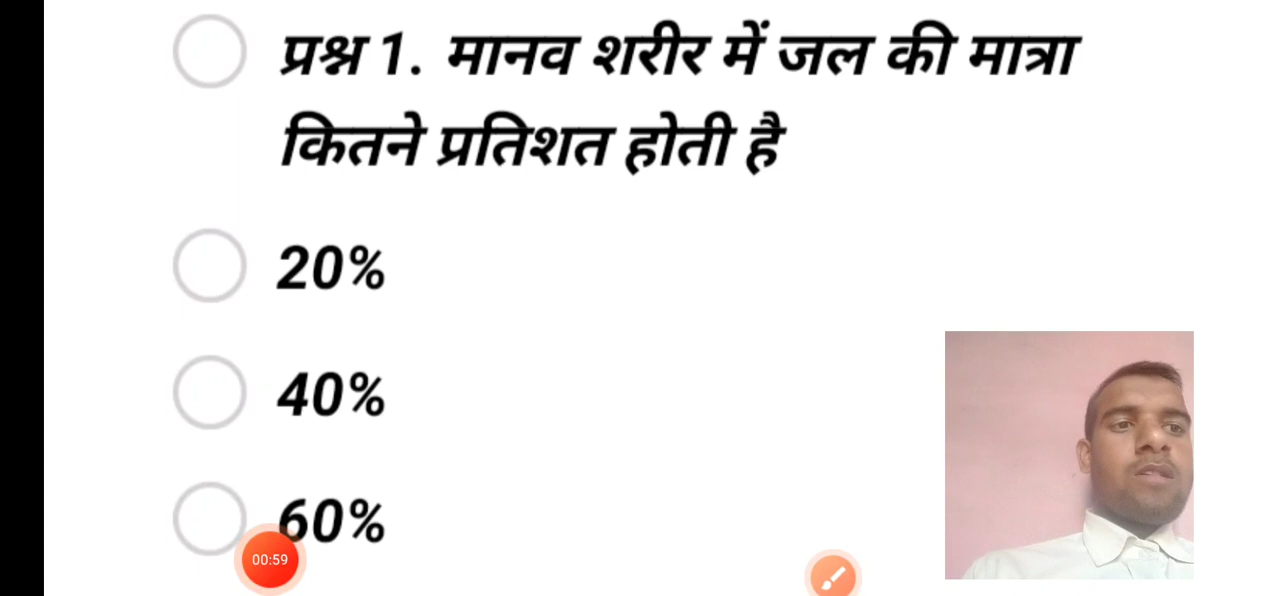 प्रश्न 1. मानव शरीर में जल की मात्रा
कितने प्रतिशत होती है
20%
40%
60%
00:59